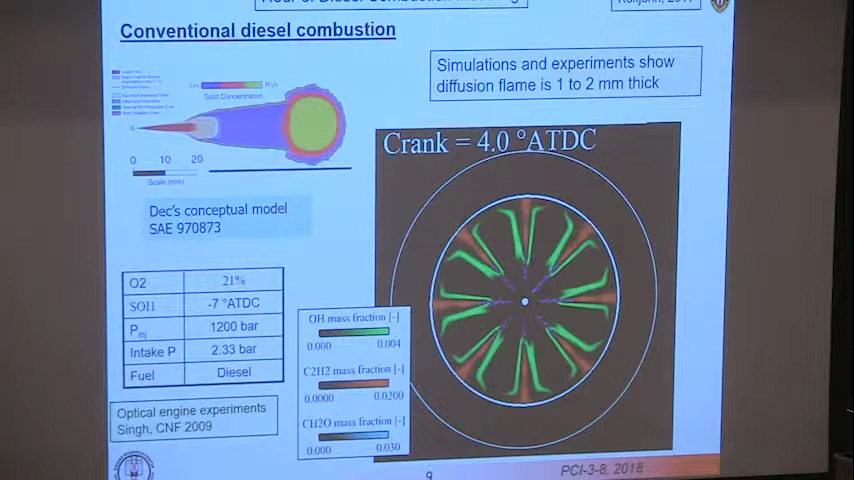 Conventional diesel combustion
Simulations and experiments show
diffusion flame is 1 to 2 mm thick
Low
High
Soot Concentration
0
0 10 20
Scale (mm)
Dec's conceptual model
SAE 970873
Crank = 4.0 °ATDC
O2 21%
SOI1 -7 °ATDC
Pinj 1200 bar
Intake P 2.33 bar
Fuel Diesel
OH mass fraction [-]
0.000 0.004
C2H2 mass fraction [-]
0.0000 0.0200
CH2O mass fraction [-]
0.000 0.030
Optical engine experiments
Singh, CNF 2009
9
PCI-3-8, 2018